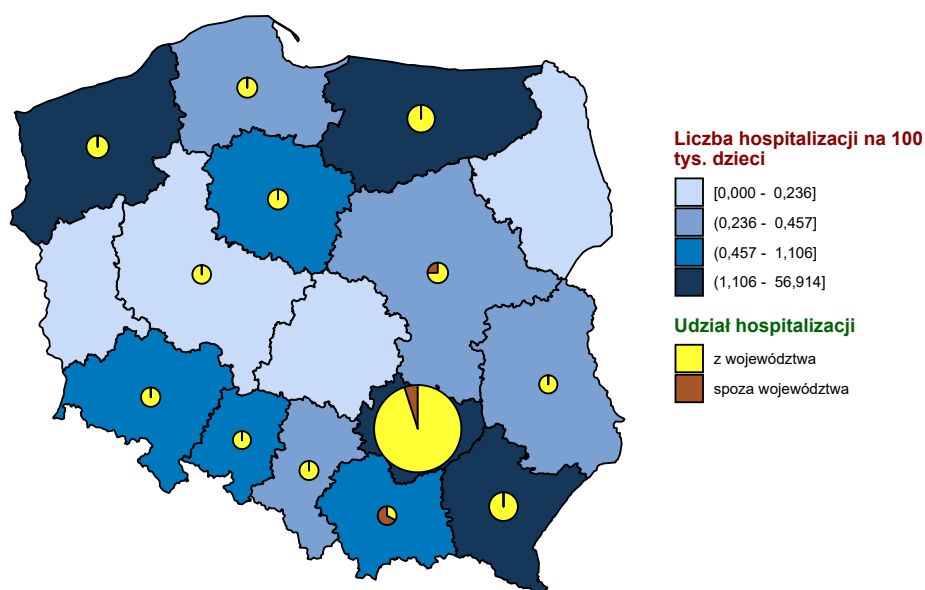 Liczba hospitalizacji na 100
tys. dzieci
[0,000 - 0,236]
(0,236 - 0,457]
(0,457 - 1,106]
(1,106 - 56,914]
Udział hospitalizacji
z województwa
spoza województwa